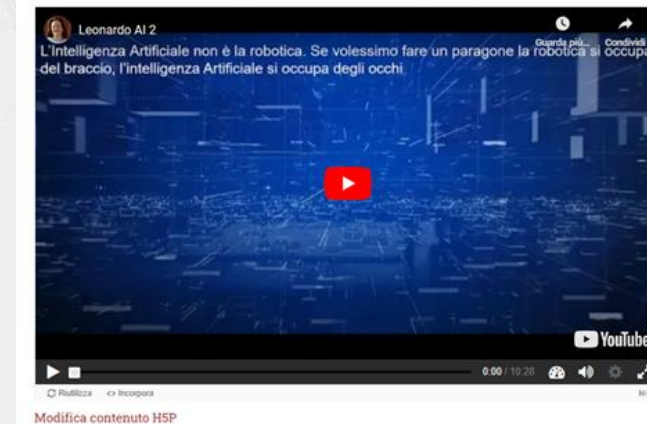 Leonardo AI 2
Guarda più... Condividi
L'Intelligenza Artificiale non è la robotica. Se volessimo fare un paragone la robotica si occupa
del braccio, l'intelligenza Artificiale si occupa degli occhi
YouTube
0:00 / 10:28
Riutilizza <> Incorpora
Modifica contenuto H5P